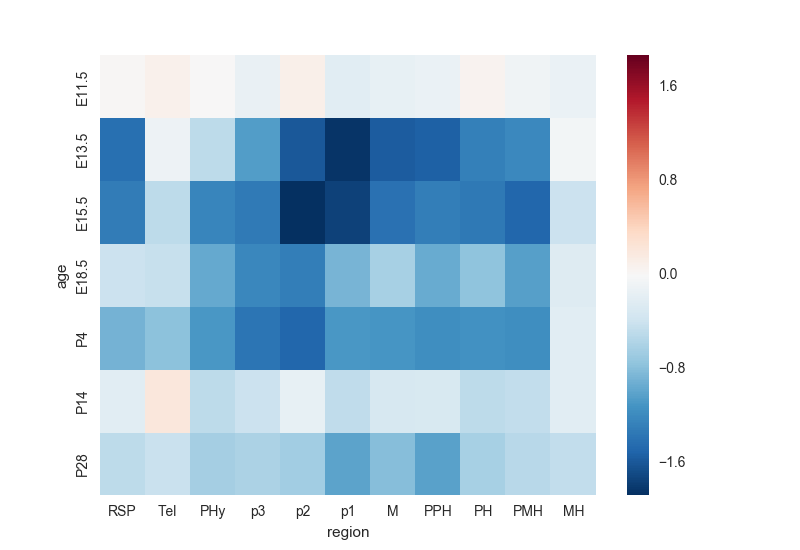 E11.5
E13.5
E15.5
E18.5
P4
P14
P28
age
RSP Tel PHy p3 p2 p1 M PPH PH PMH MH
region
1.6
0.8
0.0
−0.8
−1.6